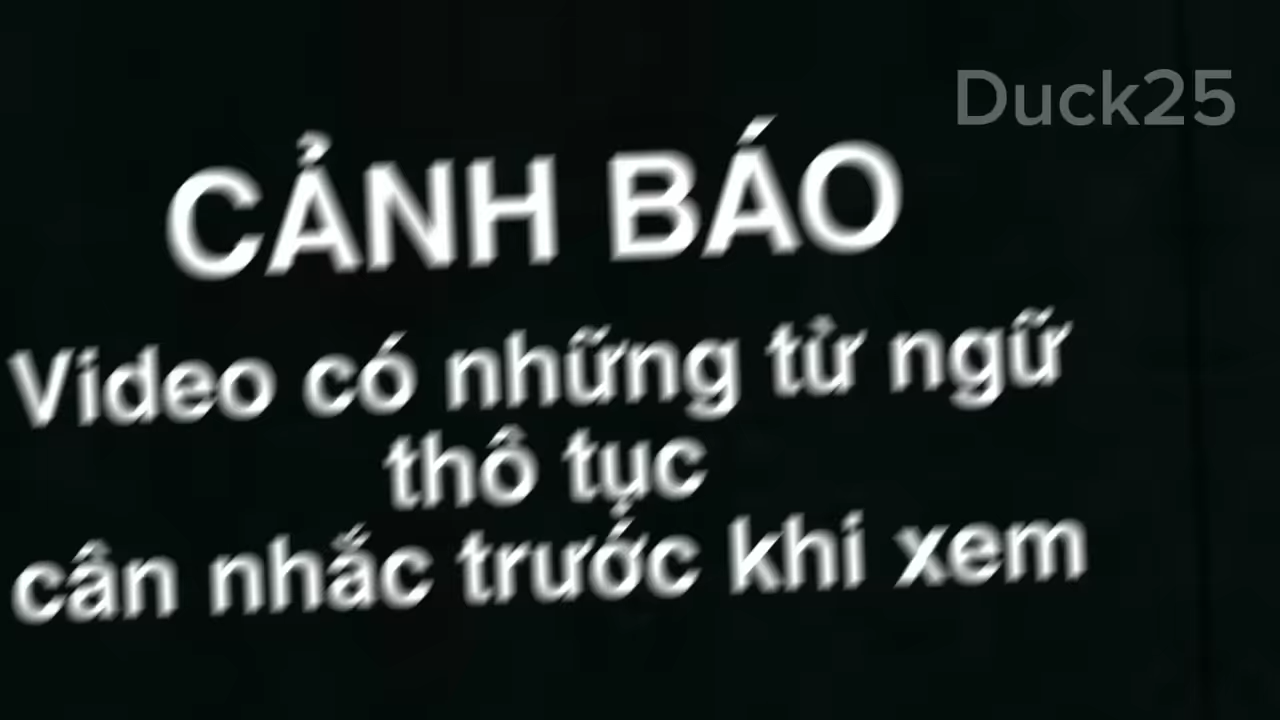 Duck25
CẢNH BÁO
Video có những từ ngữ
thô tục
cân nhắc trước khi xem